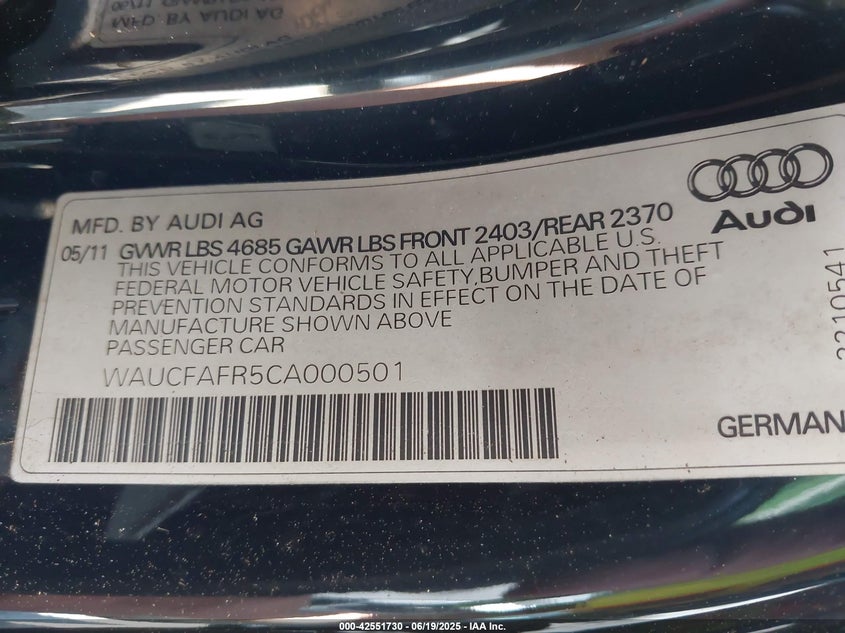 MFD. BY AUDI AG
Audi
05/11 GVWR LBS 4685 GAWR LBS FRONT 2403/REAR 2370
THIS VEHICLE CONFORMS TO ALL APPLICABLE U.S.
FEDERAL MOTOR VEHICLE SAFETY,BUMPER AND THEFT
PREVENTION STANDARDS IN EFFECT ON THE DATE OF
MANUFACTURE SHOWN ABOVE
PASSENGER CAR
WAUCFAFR5CA000501
2210541
GERMAN
000-42551730 - 06/19/2025 - IAA Inc.